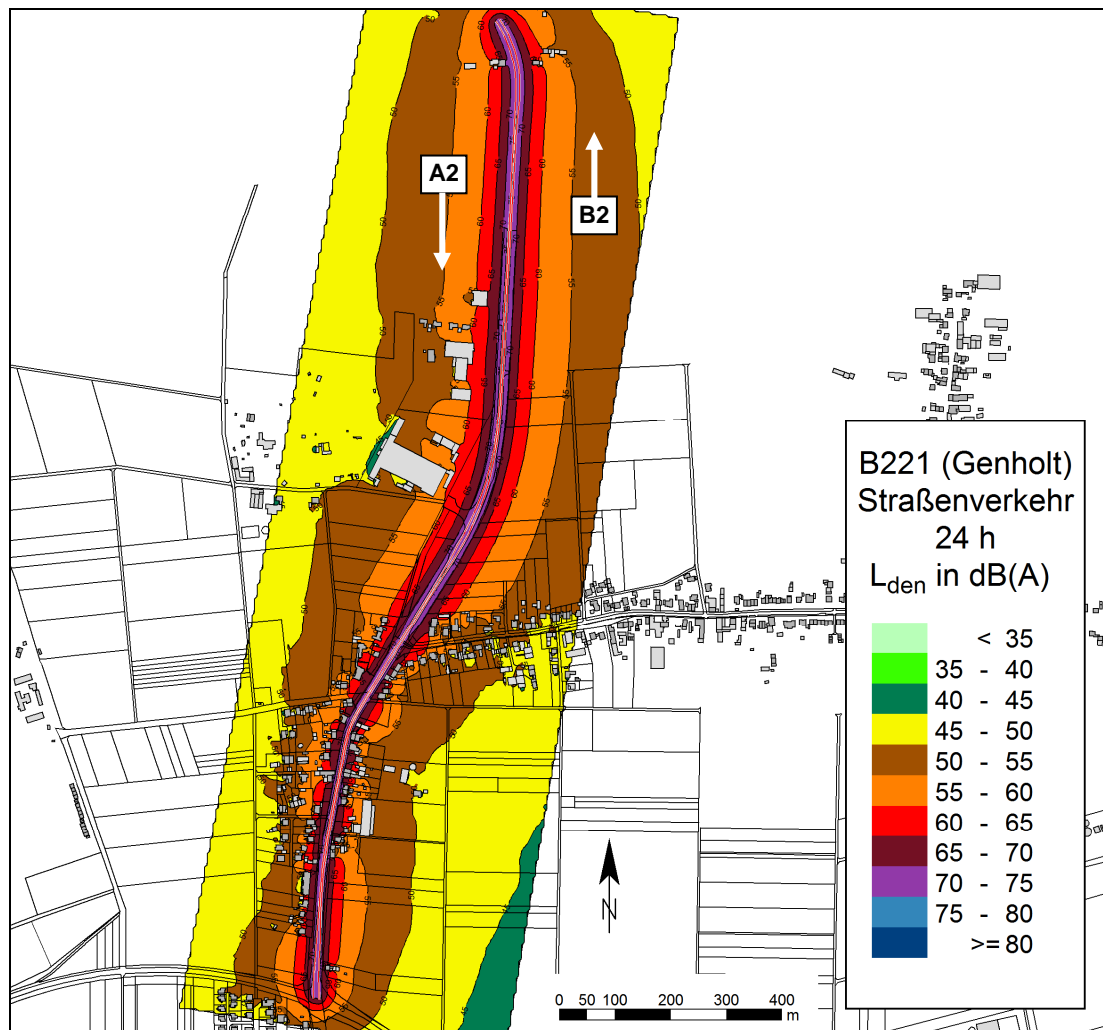 A2
B2
B221 (Genholt)
Straßenverkehr
24 h
L_den in dB(A)
< 35
35 - 40
40 - 45
45 - 50
50 - 55
55 - 60
60 - 65
65 - 70
70 - 75
75 - 80
>= 80
N
0 50 100 200 300 400
m